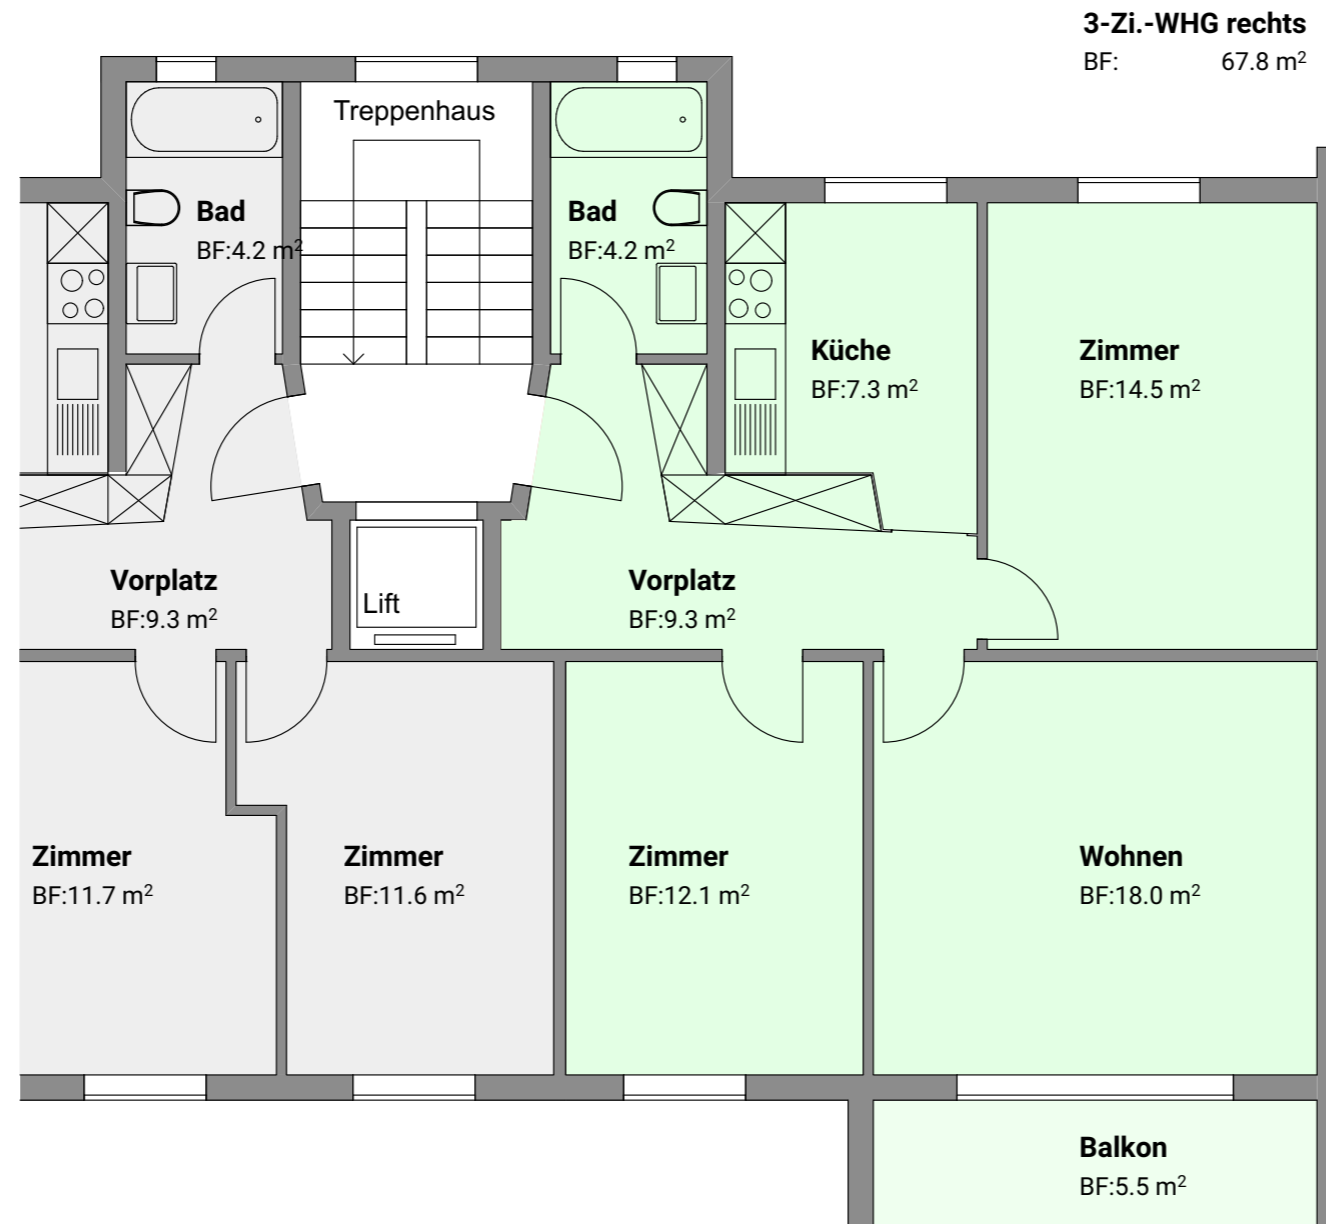 3-Zi.-WHG rechts
BF: 67.8 m²
Treppenhaus
Bad
BF:4.2 m²
Bad
BF:4.2 m²
Küche
BF:7.3 m²
Zimmer
BF:14.5 m²
Vorplatz
BF:9.3 m²
Lift
Vorplatz
BF:9.3 m²
Zimmer
BF:11.7 m²
Zimmer
BF:11.6 m²
Zimmer
BF:12.1 m²
Wohnen
BF:18.0 m²
Balkon
BF:5.5 m²